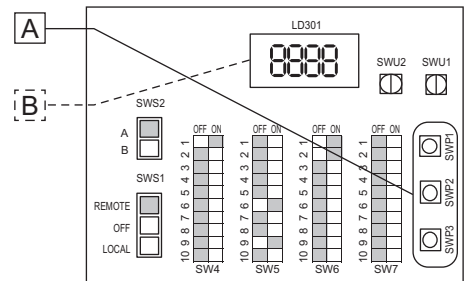 A
LD301
8888
SWU2 SWU1
B
SWS2
A
B
OFF ON OFF ON OFF ON OFF ON
1 2 3 4 5 6 7 8 9 10
1 2 3 4 5 6 7 8 9 10
1 2 3 4 5 6 7 8 9 10
1 2 3 4 5 6 7 8 9 10
SWP1
SWP2
SWP3
SWS1
REMOTE
OFF
LOCAL
SW4 SW5 SW6 SW7